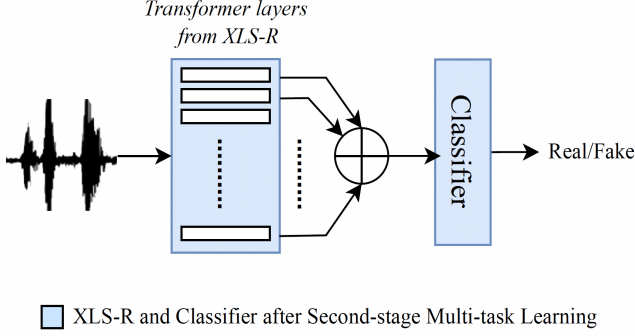 Transformer layers
from XLS-R
Classifier
Real/Fake
XLS-R and Classifier after Second-stage Multi-task Learning